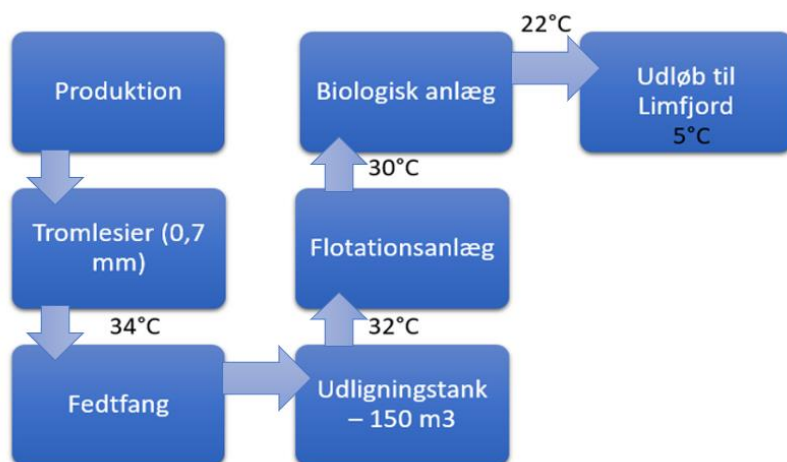 Produktion
Tromlesier (0,7
mm)
34°C
Fedtfang
Udligningstank
– 150 m3
32°C
Flotationsanlæg
30°C
Biologisk anlæg
22°C
Udløb til
Limfjord
5°C